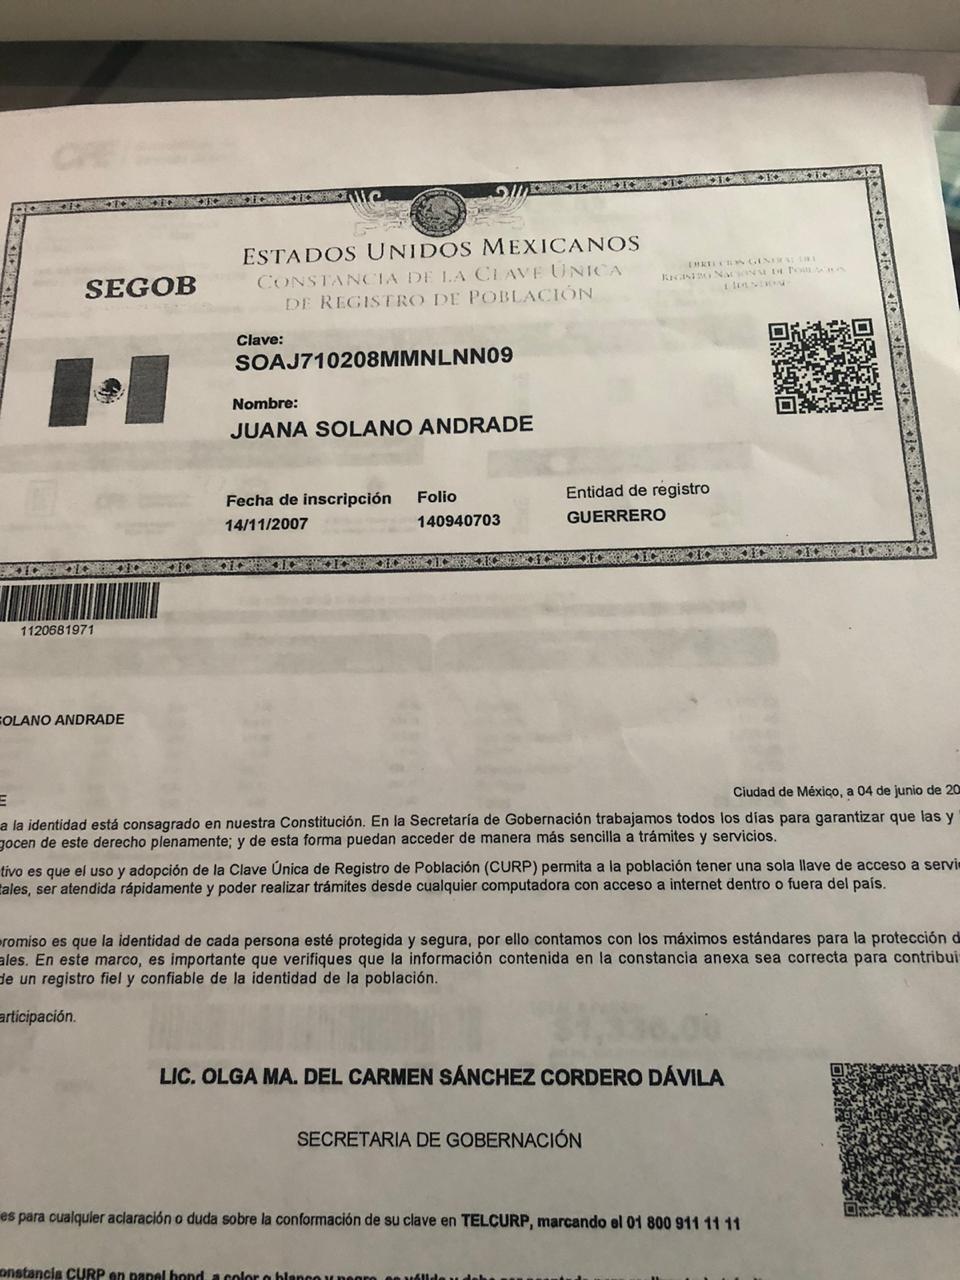 ESTADOS UNIDOS MEXICANOS
CONSTANCIA DE LA CLAVE ÚNICA
DE REGISTRO DE POBLACIÓN
SEGOB
DIRECCIÓN GENERAL DEL
REGISTRO NACIONAL DE POBLACIÓN
E IDENTIDAD
Clave:
SOAJ710208MMNLNN09
Nombre:
JUANA SOLANO ANDRADE
Fecha de inscripción
14/11/2007
Folio
140940703
Entidad de registro
GUERRERO
1120681971
SOLANO ANDRADE
E
Ciudad de México, a 04 de junio de 20
a la identidad está consagrado en nuestra Constitución. En la Secretaría de Gobernación trabajamos todos los días para garantizar que las y
gocen de este derecho plenamente; y de esta forma puedan acceder de manera más sencilla a trámites y servicios.
tivo es que el uso y adopción de la Clave Única de Registro de Población (CURP) permita a la población tener una sola llave de acceso a servi
tales, ser atendida rápidamente y poder realizar trámites desde cualquier computadora con acceso a internet dentro o fuera del país.
promiso es que la identidad de cada persona esté protegida y segura, por ello contamos con los máximos estándares para la protección d
ales. En este marco, es importante que verifiques que la información contenida en la constancia anexa sea correcta para contribui
de un registro fiel y confiable de la identidad de la población.
articipación.
LIC. OLGA MA. DEL CARMEN SÁNCHEZ CORDERO DÁVILA
SECRETARIA DE GOBERNACIÓN
es para cualquier aclaración o duda sobre la conformación de su clave en TELCURP, marcando el 01 800 911 11 11
onstancia CURP en papel bond, a color o blanco y negro, es válida y debe ser